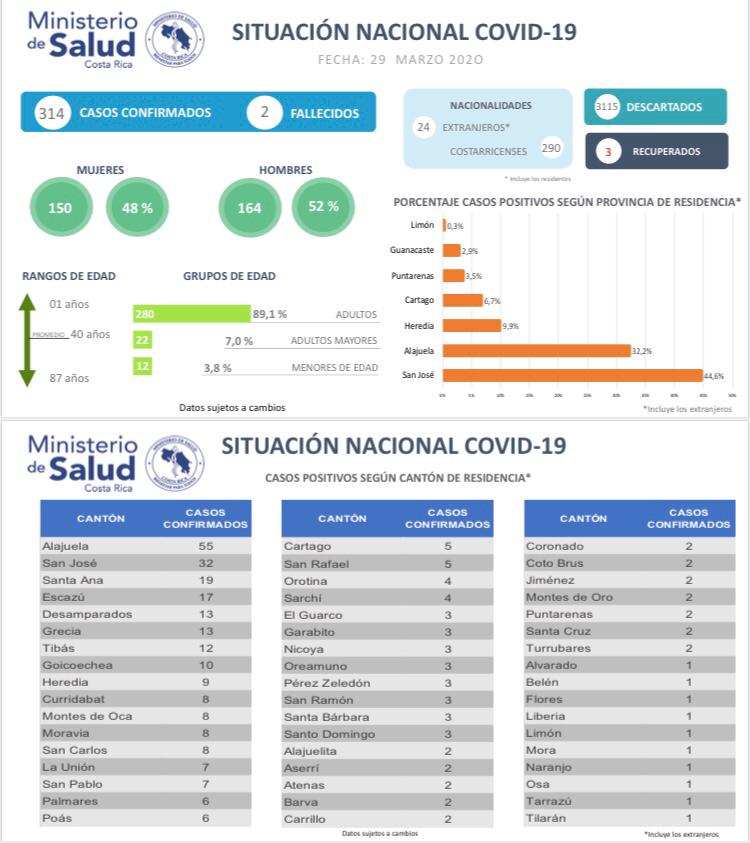 Ministerio
de Salud
Costa Rica
SITUACIÓN NACIONAL COVID-19
FECHA: 29 MARZO 2020
314 CASOS CONFIRMADOS
2 FALLECIDOS
NACIONALIDADES
24 EXTRANJEROS*
COSTARRICENSES 290
* Incluye los residentes
3115 DESCARTADOS
3 RECUPERADOS
MUJERES
150 48 %
HOMBRES
164 52 %
RANGOS DE EDAD
01 años
PROMEDIO 40 años
87 años
GRUPOS DE EDAD
280 89,1 % ADULTOS
22 7,0 % ADULTOS MAYORES
12 3,8 % MENORES DE EDAD
Datos sujetos a cambios
PORCENTAJE CASOS POSITIVOS SEGÚN PROVINCIA DE RESIDENCIA*
Limón 0,3%
Guanacaste 2,9%
Puntarenas 3,5%
Cartago 6,7%
Heredia 9,9%
Alajuela 32,2%
San José 44,6%
*Incluye los extranjeros
Ministerio
de Salud
Costa Rica
SITUACIÓN NACIONAL COVID-19
CASOS POSITIVOS SEGÚN CANTÓN DE RESIDENCIA*
CANTÓN CASOS CONFIRMADOS
Alajuela 55
San José 32
Santa Ana 19
Escazú 17
Desamparados 13
Grecia 13
Tibás 12
Goicoechea 10
Heredia 9
Curridabat 8
Montes de Oca 8
Moravia 8
San Carlos 8
La Unión 7
San Pablo 7
Palmares 6
Poás 6
CANTÓN CASOS CONFIRMADOS
Cartago 5
San Rafael 5
Orotina 4
Sarchí 4
El Guarco 3
Garabito 3
Nicoya 3
Oreamuno 3
Pérez Zeledón 3
San Ramón 3
Santa Bárbara 3
Santo Domingo 3
Alajuelita 2
Aserrí 2
Atenas 2
Barva 2
Carrillo 2
CANTÓN CASOS CONFIRMADOS
Coronado 2
Coto Brus 2
Jiménez 2
Montes de Oro 2
Puntarenas 2
Santa Cruz 2
Turrubares 2
Alvarado 1
Belén 1
Flores 1
Liberia 1
Limón 1
Mora 1
Naranjo 1
Osa 1
Tarrazú 1
Tilarán 1
Datos sujetos a cambios
*Incluye los extranjeros